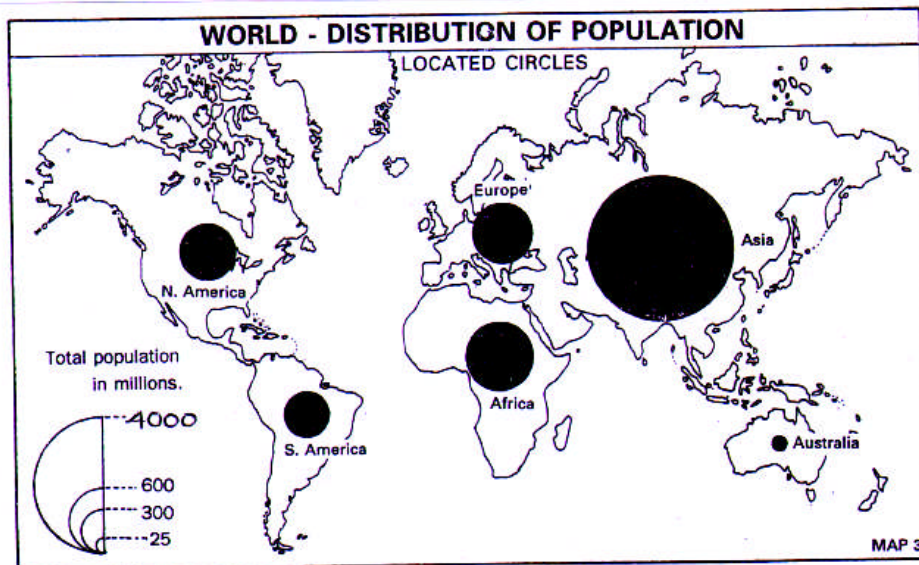 WORLD - DISTRIBUTION OF POPULATION
LOCATED CIRCLES
Europe
Asia
N. America
Total population
in millions.
Africa
4000
S. America
Australia
600
300
25
MAP 3